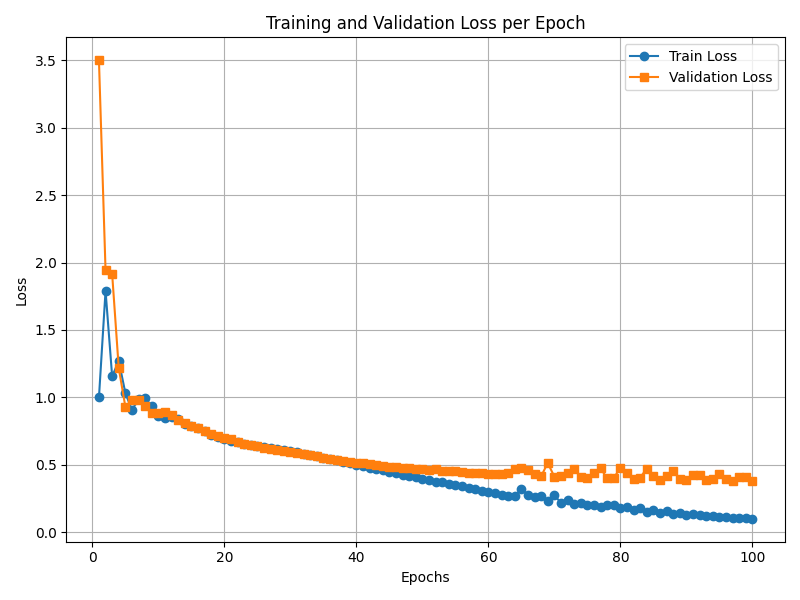 Training and Validation Loss per Epoch
Train Loss
Validation Loss
3.5
3.0
2.5
2.0
1.5
1.0
0.5
0.0
Loss
0 20 40 60 80 100
Epochs